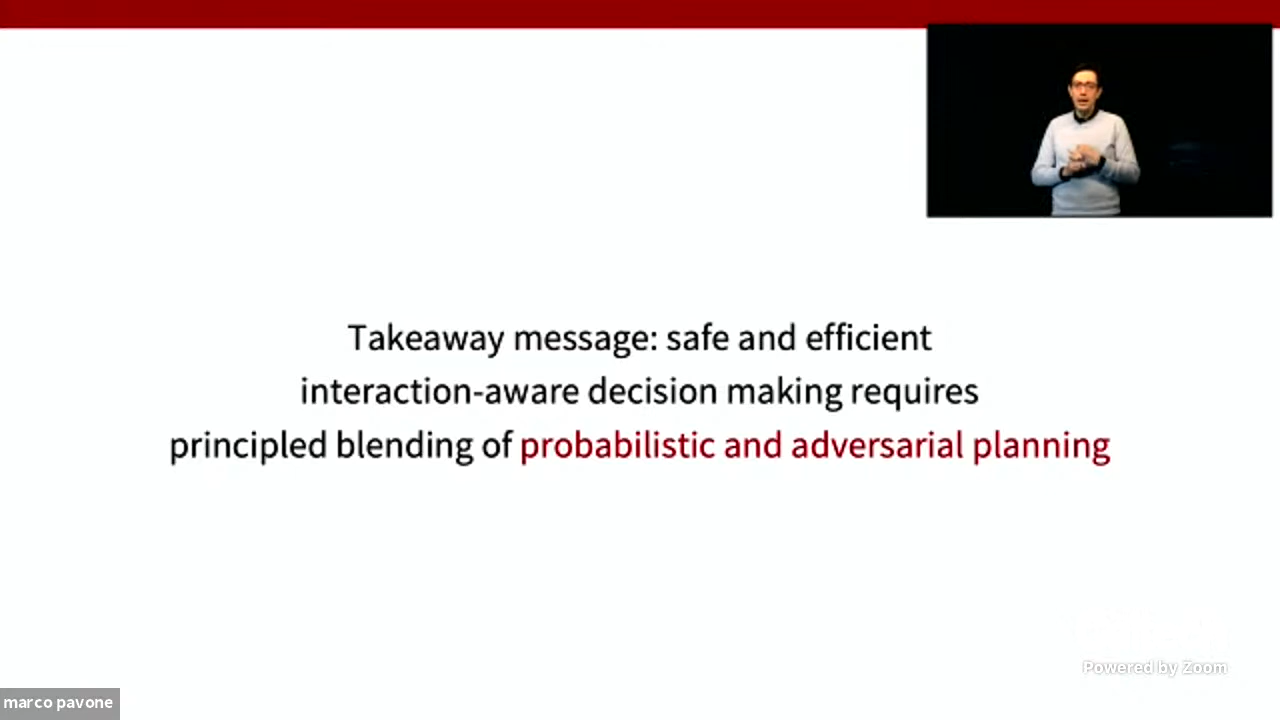 Takeaway message: safe and efficient
interaction-aware decision making requires
principled blending of probabilistic and adversarial planning
Powered by Zoom
marco pavone